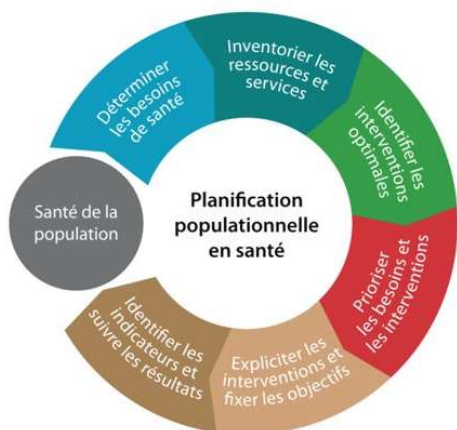 Déterminer
les besoins
de santé
Inventorier les
ressources et
services
Identifier les
interventions
optimales
Prioriser
les besoins et
les interventions
Expliciter les
interventions et
fixer les objectifs
Identifier les
indicateurs et
suivre les résultats
Santé de la
population
Planification
populationnelle
en santé